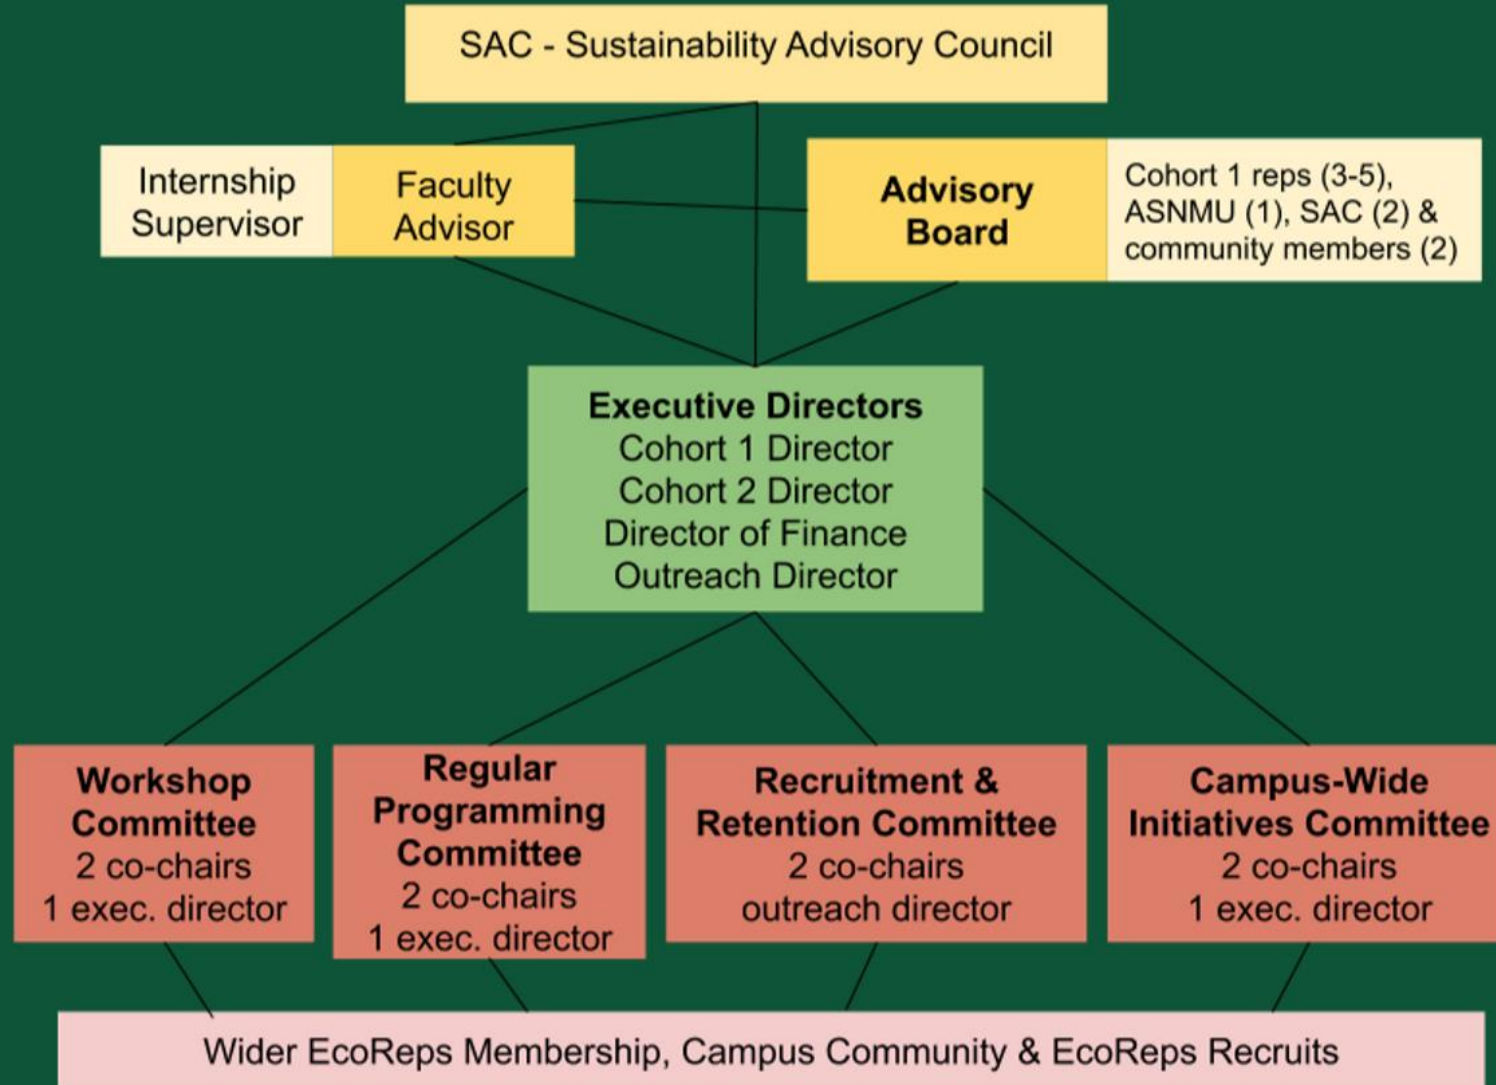 SAC - Sustainability Advisory Council
Internship
Supervisor
Faculty
Advisor
Advisory
Board
Cohort 1 reps (3-5),
ASNMU (1), SAC (2) &
community members (2)
Executive Directors
Cohort 1 Director
Cohort 2 Director
Director of Finance
Outreach Director
Workshop
Committee
2 co-chairs
1 exec. director
Regular
Programming
Committee
2 co-chairs
1 exec. director
Recruitment &
Retention Committee
2 co-chairs
outreach director
Campus-Wide
Initiatives Committee
2 co-chairs
1 exec. director
Wider EcoReps Membership, Campus Community & EcoReps Recruits